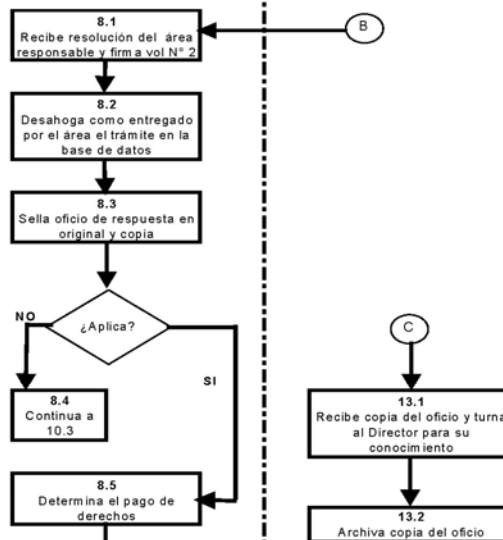 8.1
Recibe resolución del área
responsable y firma vol N° 2
B
8.2
Desahoga como entregado
por el área el trámite en la
base de datos
8.3
Sella oficio de respuesta en
original y copia
¿Aplica?
NO
SI
8.4
Continua a
10.3
8.5
Determina el pago de
derechos
C
13.1
Recibe copia del oficio y turna
al Director para su
conocimiento
13.2
Archiva copia del oficio